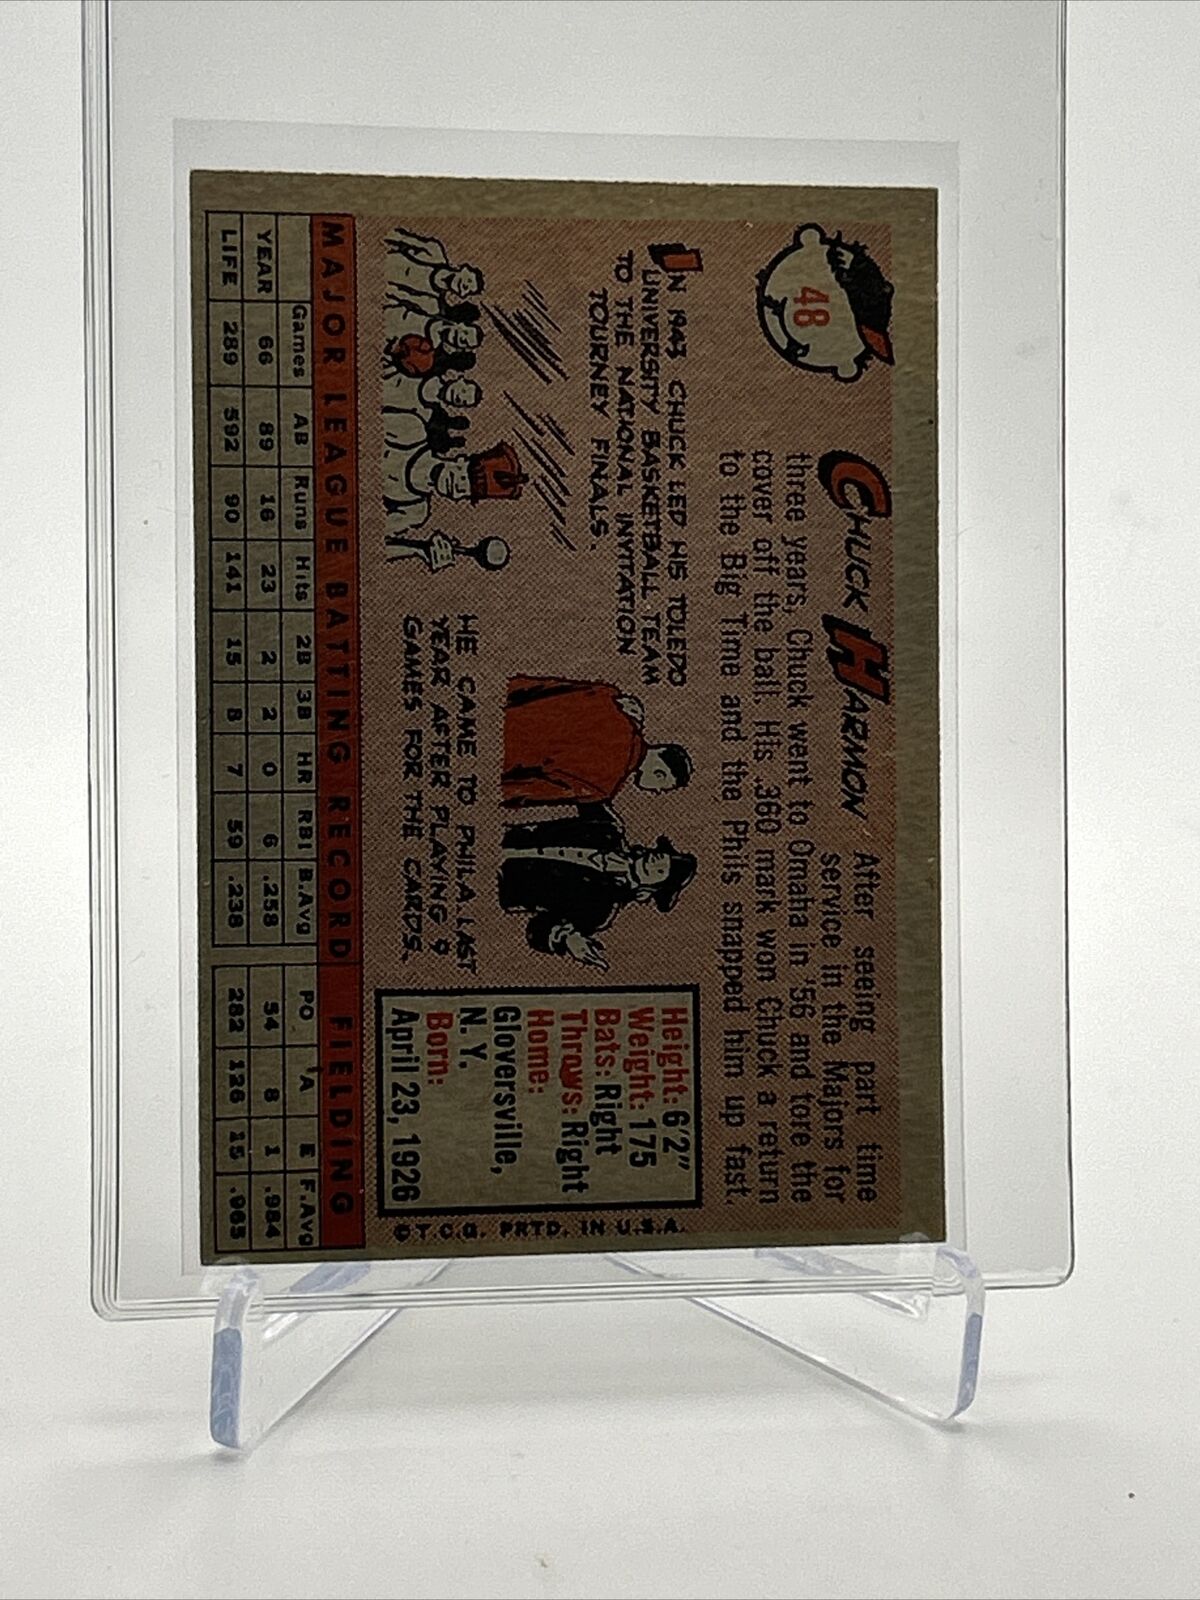 48
CHUCK HARMON
After seeing part time
service in the Majors for
three years, Chuck went to Omaha in '56 and tore the
cover off the ball. His .360 mark won Chuck a return
to the Big Time and the Phils snapped him up fast.
IN 1943 CHUCK LED HIS TOLEDO
UNIVERSITY BASKETBALL TEAM
TO THE NATIONAL INVITATION
TOURNEY FINALS.
HE CAME TO PHILA LAST
YEAR AFTER PLAYING 9
GAMES FOR THE CARDS.
Height: 6'2"
Weight: 175
Bats: Right
Throws: Right
Home:
Gloversville,
N. Y.
Born:
April 23, 1926
© T.C.G. PRTD. IN U.S.A.
MAJOR LEAGUE BATTING RECORD FIELDING
Games AB Runs Hits 2B 3B HR RBI B.Avg PO A E F.Avg
YEAR 66 89 16 23 2 2 0 6 .258 54 8 1 .984
LIFE 289 592 90 141 15 8 7 59 .238 282 126 15 .965